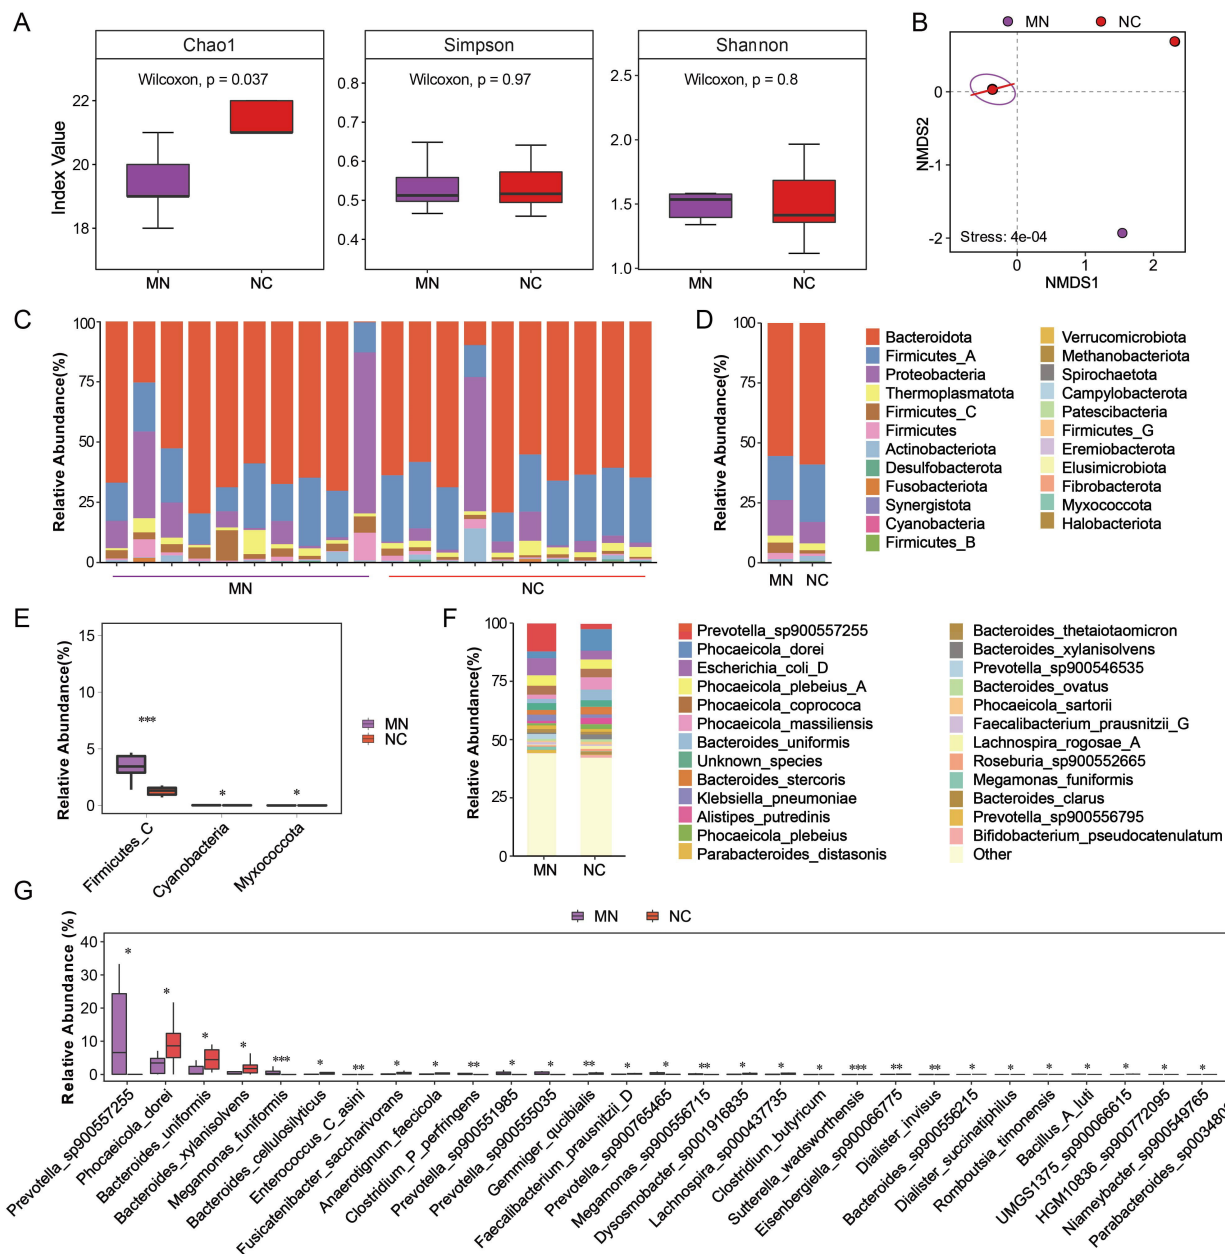 A
Chao1
Simpson
Shannon
Wilcoxon, p = 0.037
Wilcoxon, p = 0.97
Wilcoxon, p = 0.8
Index Value
22
20
18
0.8
0.7
0.6
0.5
0.4
2.5
2.0
1.5
1.0
MN
NC
MN
NC
MN
NC
B
MN
NC
NMDS2
0
-1
-2
Stress: 4e-04
0
1
2
NMDS1
C
Relative Abundance(%)
100
75
50
25
0
MN
NC
D
Relative Abundance(%)
100
75
50
25
0
MN
NC
Bacteroidota
Firmicutes_A
Proteobacteria
Thermoplasmatota
Firmicutes_C
Firmicutes
Actinobacteriota
Desulfobacterota
Fusobacteriota
Synergistota
Cyanobacteria
Firmicutes_B
Verrucomicrobiota
Methanobacteriota
Spirochaetota
Campylobacterota
Patescibacteria
Firmicutes_G
Eremiobacterota
Elusimicrobiota
Fibrobacterota
Myxococcota
Halobacteriota
E
Relative Abundance(%)
15
10
5
0
***
*
*
MN
NC
Firmicutes_C
Cyanobacteria
Myxococcota
F
Relative Abundance(%)
100
75
50
25
0
MN
NC
Prevotella_sp900557255
Phocaeicola_dorei
Escherichia_coli_D
Phocaeicola_plebeius_A
Phocaeicola_coprococa
Phocaeicola_massiliensis
Bacteroides_uniformis
Unknown_species
Bacteroides_stercoris
Klebsiella_pneumoniae
Alistipes_putredinis
Phocaeicola_plebeius
Parabacteroides_distasonis
Bacteroides_thetaiotaomicron
Bacteroides_xylanisolvens
Prevotella_sp900546535
Bacteroides_ovatus
Phocaeicola_sartorii
Faecalibacterium_prausnitzii_G
Lachnospira_rogosae_A
Roseburia_sp900552665
Megamonas_funiformis
Bacteroides_clarus
Prevotella_sp900556795
Bifidobacterium_pseudocatenulatum
Other
G
MN
NC
Relative Abundance (%)
40
30
20
10
0
* * * * *** * ** * * ** * * ** * * ** * * * *** ** ** * * * * * * *
Prevotella_sp900557255
Phocaeicola_dorei
Bacteroides_uniformis
Bacteroides_xylanisolvens
Megamonas_funiformis
Bacteroides_cellulosilyticus
Enterococcus_C_asini
Fusicatenibacter_saccharivorans
Anaerotignum_faecicola
Clostridium_P_perfringens
Prevotella_sp900551985
Prevotella_sp900555035
Gemmiger_qucibialis
Faecalibacterium_prausnitzii_D
Prevotella_sp900765465
Megamonas_sp900556715
Dysosmobacter_sp001916835
Lachnospira_sp000437735
Clostridium_butyricum
Sutterella_wadsworthensis
Eisenbergiella_sp900066775
Dialister_invisus
Bacteroides_sp900556215
Dialister_succinatiphilus
Romboutsia_timonensis
Bacillus_A_luti
UMGS1375_sp900066615
HGM10836_sp900772095
Niameybacter_sp900549765